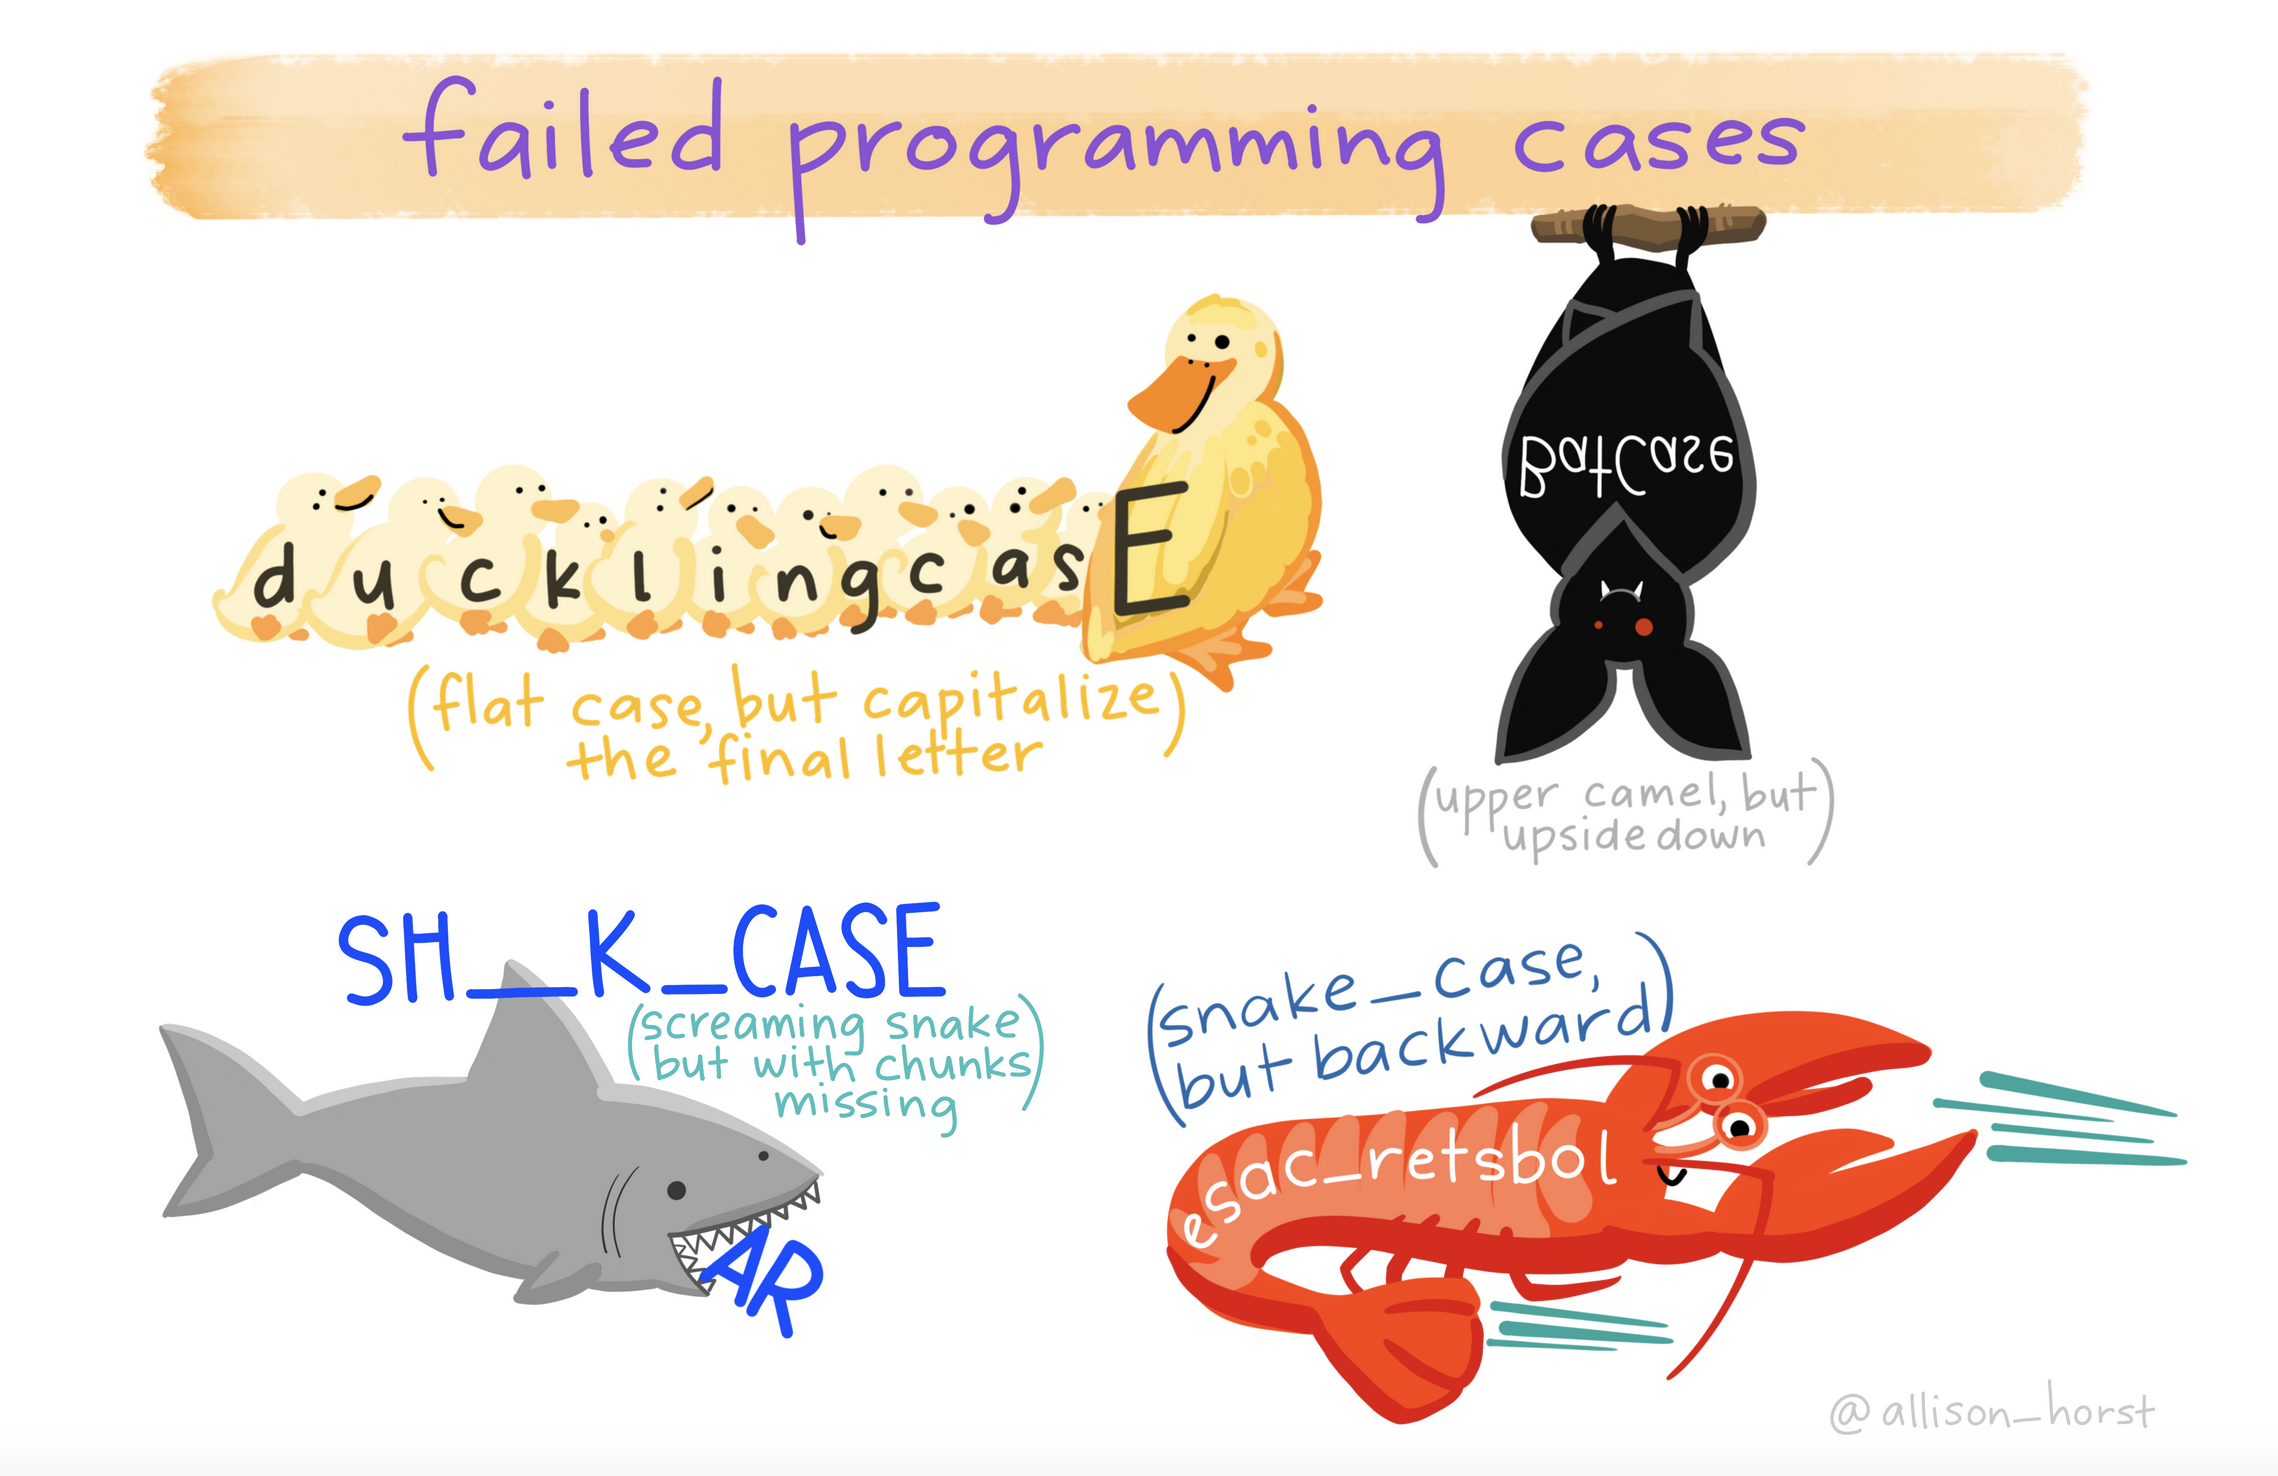 failed programming cases
ducklingcasE
(flat case, but capitalize
the final letter)
BatCase
(upper camel, but
upside down)
SH__K_CASE
(screaming snake
but with chunks
missing)
AR
(snake_case,
but backward)
esac_retsbol
@allison_horst